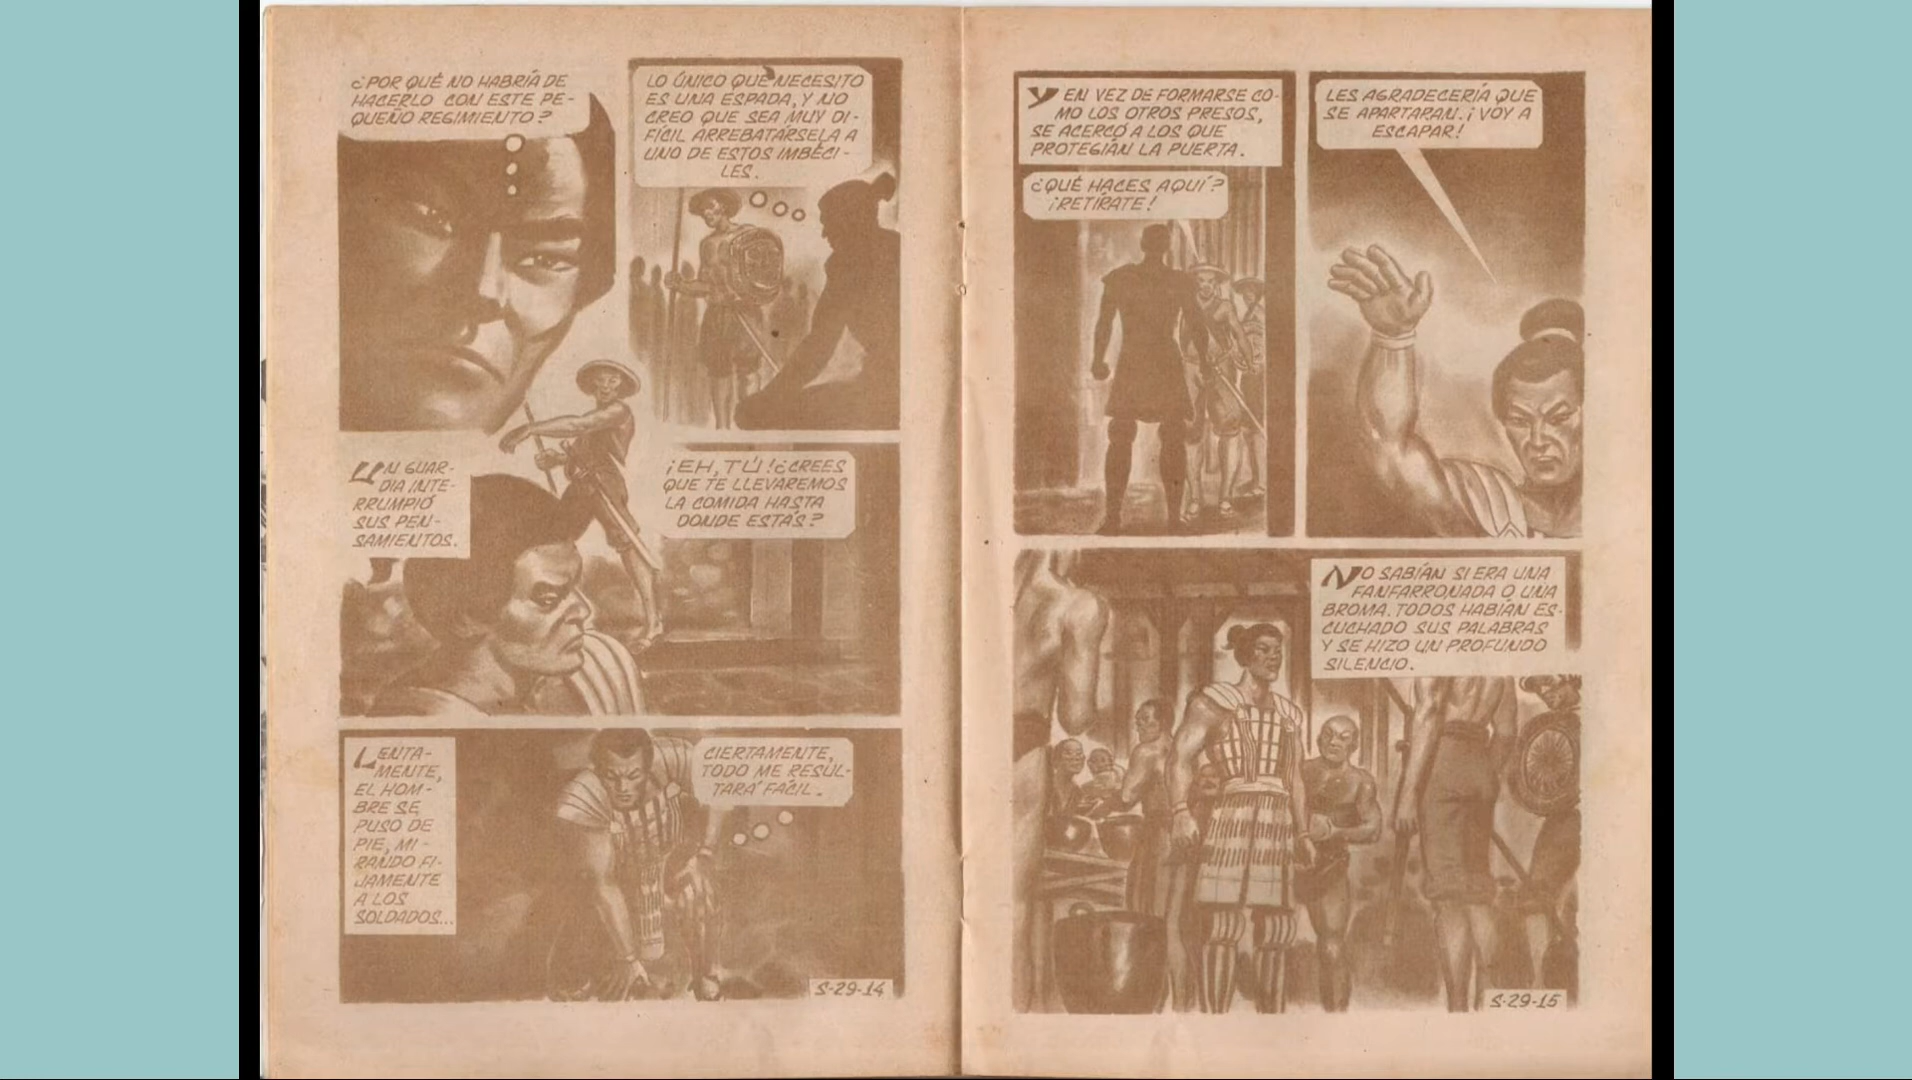 ¿POR QUÉ NO HABRÍA DE
HACERLO CON ESTE PE-
QUEÑO REGIMIENTO?
LO ÚNICO QUE NECESITO
ES UNA ESPADA, Y NO
CREO QUE SEA MUY DI-
FÍCIL ARREBATÁRSELA A
UNO DE ESTOS IMBÉCI-
LES.
UN GUAR-
DIA INTE-
RRUMPIÓ
SUS PEN-
SAMIENTOS.
¡EH, TÚ! ¿CREES
QUE TE LLEVAREMOS
LA COMIDA HASTA
DONDE ESTÁS?
LENTA-
MENTE,
EL HOM-
BRE SE
PUSO DE
PIE, MI-
RANDO FI-
JAMENTE
A LOS
SOLDADOS...
CIERTAMENTE,
TODO ME RESUL-
TARÁ FÁCIL.
S-29-14
Y EN VEZ DE FORMARSE CO-
MO LOS OTROS PRESOS,
SE ACERCÓ A LOS QUE
PROTEGÍAN LA PUERTA.
¿QUÉ HACES AQUÍ?
¡RETÍRATE!
LES AGRADECERÍA QUE
SE APARTARAN. ¡VOY A
ESCAPAR!
NO SABÍAN SI ERA UNA
FANFARRONADA O UNA
BROMA. TODOS HABÍAN ES-
CUCHADO SUS PALABRAS
Y SE HIZO UN PROFUNDO
SILENCIO.
S-29-15